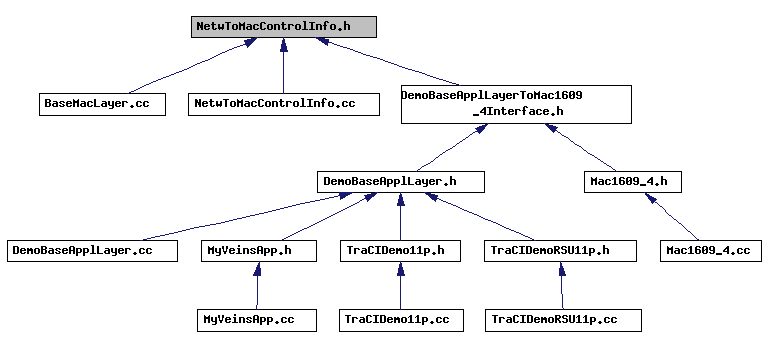 NetwToMacControlInfo.h
BaseMacLayer.cc
NetwToMacControlInfo.cc
DemoBaseApplLayerToMac1609
_4Interface.h
DemoBaseApplLayer.h
Mac1609_4.h
DemoBaseApplLayer.cc
MyVeinsApp.h
TraCIDemo11p.h
TraCIDemoRSU11p.h
Mac1609_4.cc
MyVeinsApp.cc
TraCIDemo11p.cc
TraCIDemoRSU11p.cc